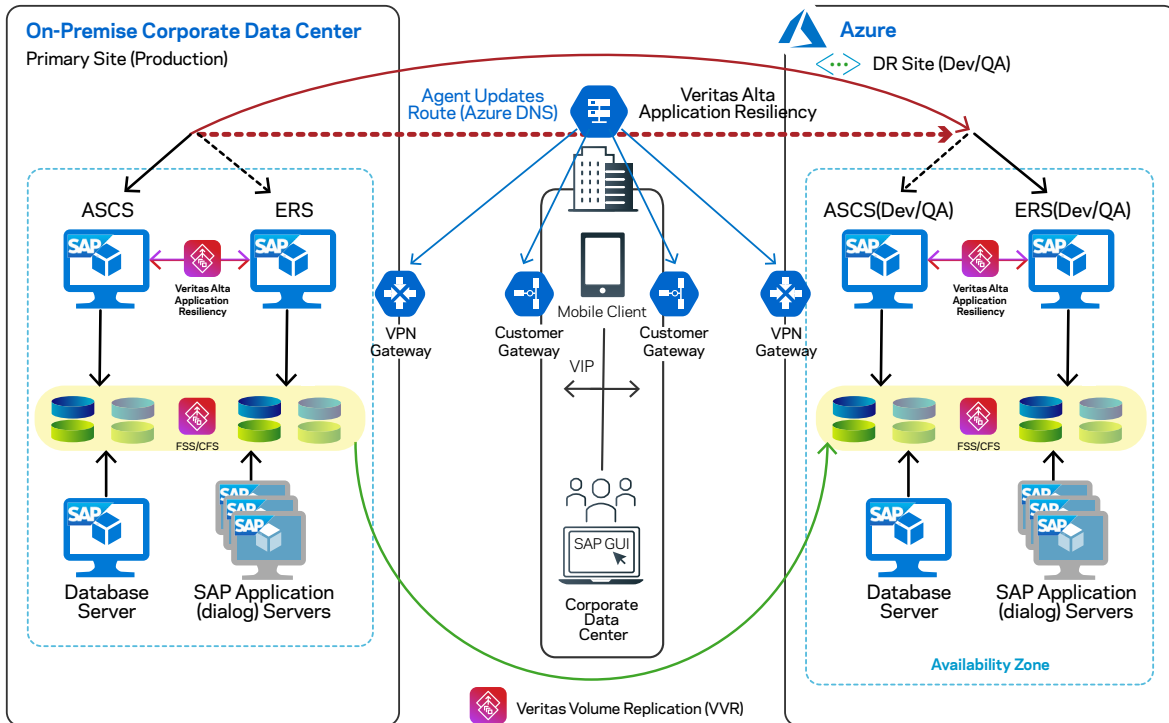 On-Premise Corporate Data Center
Primary Site (Production)
Azure
DR Site (Dev/QA)
Agent Updates
Route (Azure DNS)
Veritas Alta
Application Resiliency
ASCS
ERS
SAP
SAP
Veritas Alta
Application
Resiliency
VPN
Gateway
Customer
Gateway
Mobile Client
Customer
Gateway
VPN
Gateway
VIP
ASCS(Dev/QA)
ERS(Dev/QA)
SAP
SAP
Veritas Alta
Application
Resiliency
FSS/CFS
FSS/CFS
SAP
SAP
SAP
SAP
Database
Server
SAP Application
(dialog) Servers
SAP GUI
Corporate
Data
Center
SAP
SAP
SAP
SAP
Database
Server
SAP Application
(dialog) Servers
Availability Zone
Veritas Volume Replication (VVR)